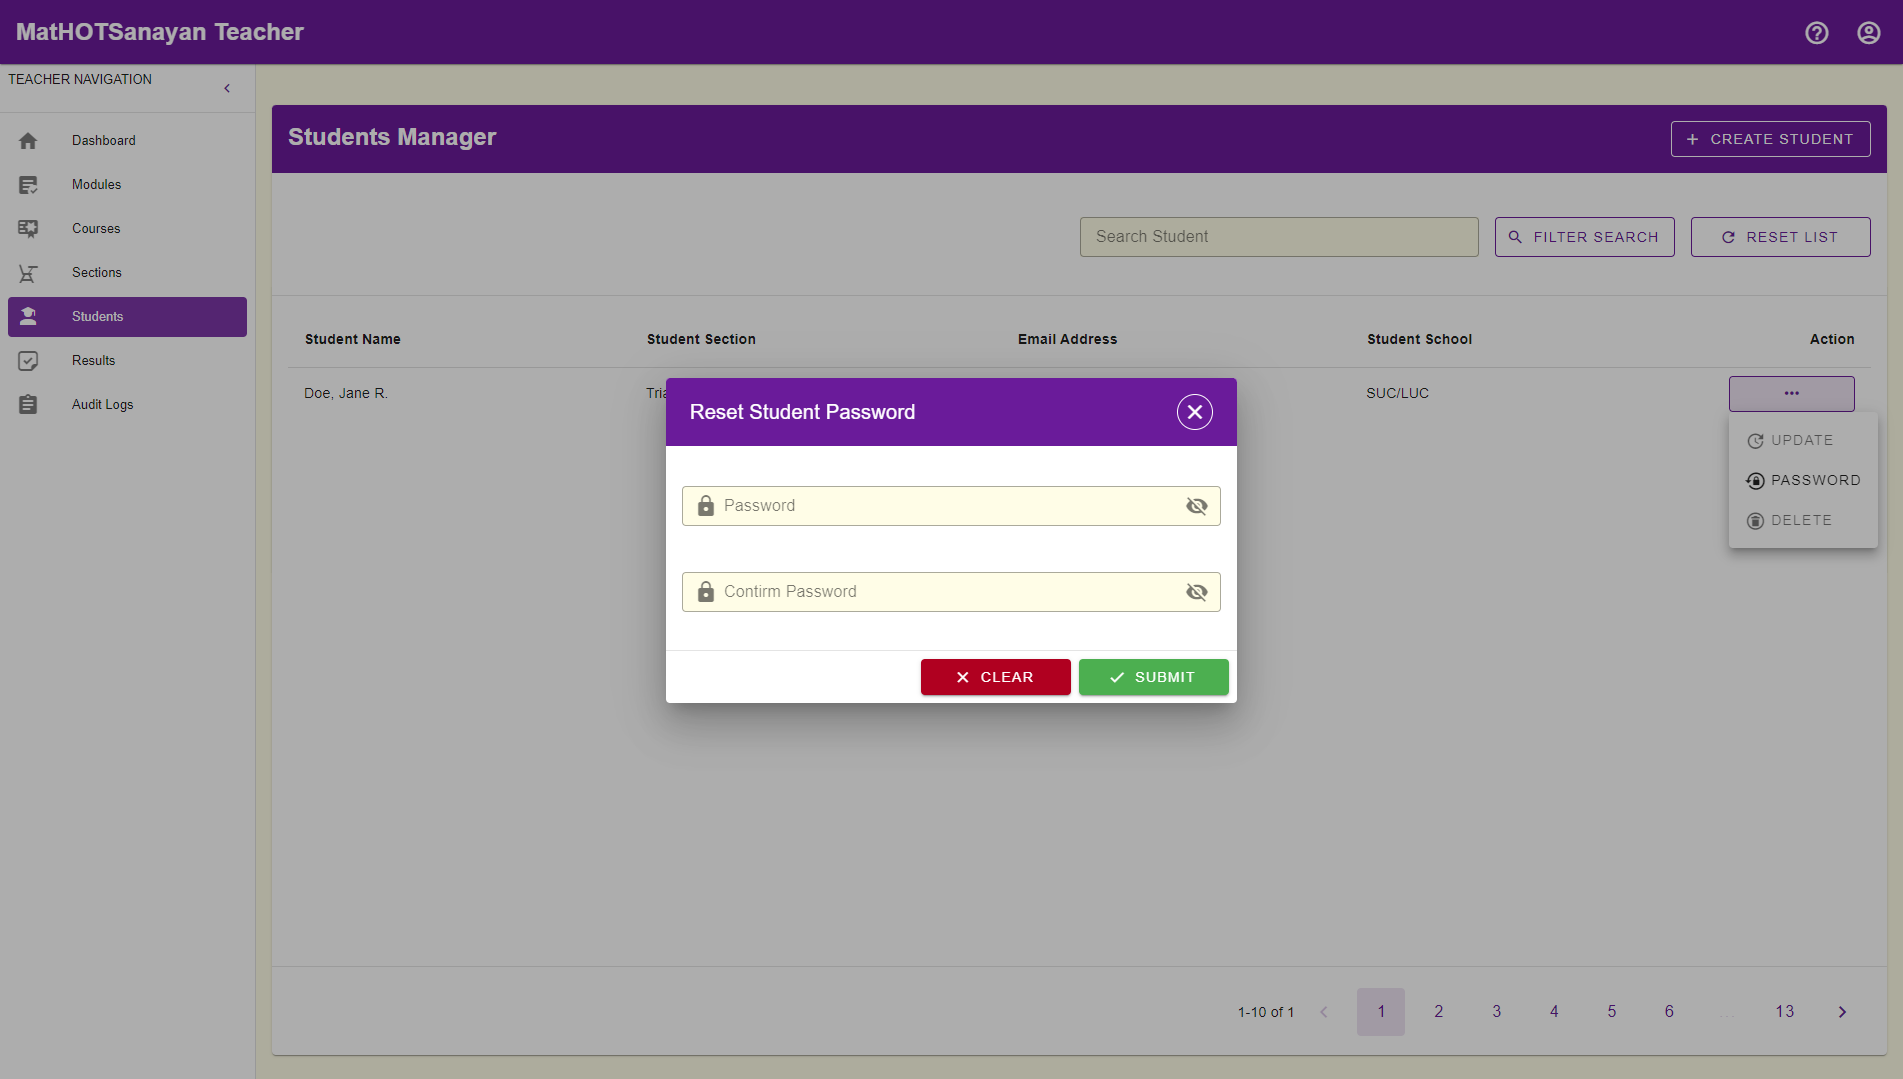 MatHOTSanayan Teacher
TEACHER NAVIGATION
Dashboard
Modules
Courses
Sections
Students
Results
Audit Logs
Students Manager
CREATE STUDENT
Search Student
FILTER SEARCH
RESET LIST
Student Name Student Section Email Address Student School Action
Doe, Jane R. SUC/LUC ...
UPDATE
PASSWORD
DELETE
Reset Student Password
Password
Contirm Password
CLEAR
SUBMIT
1-10 of 1 1 2 3 4 5 6 ... 13